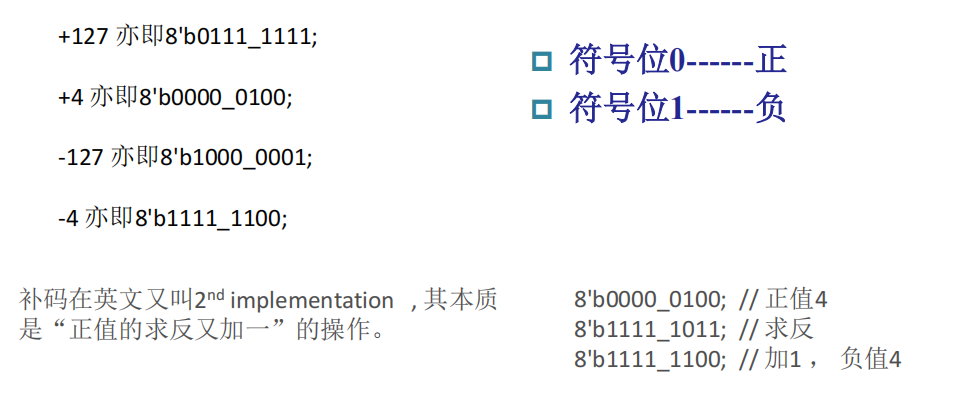 +127 亦即8'b0111_1111;
+4 亦即8'b0000_0100;
-127 亦即8'b1000_0001;
-4 亦即8'b1111_1100;
符号位0------正
符号位1------负
补码在英文又叫2nd implementation ,其本质
是“正值的求反又加一”的操作。
8'b0000_0100; // 正值4
8'b1111_1011; // 求反
8'b1111_1100; // 加1 , 负值4